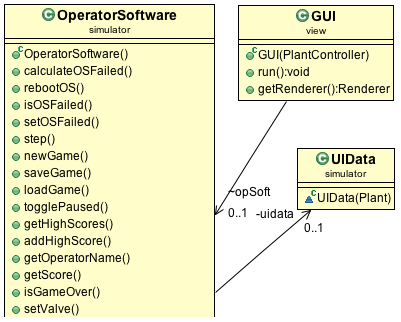 OperatorSoftware
simulator
OperatorSoftware()
calculateOSFailed()
rebootOS()
isOSFailed()
setOSFailed()
step()
newGame()
saveGame()
loadGame()
togglePaused()
getHighScores()
addHighScore()
getOperatorName()
getScore()
isGameOver()
setValve()
GUI
view
GUI(PlantController)
run():void
getRenderer():Renderer
~opSoft
0..1
-uidata
0..1
UIData
simulator
UIData(Plant)